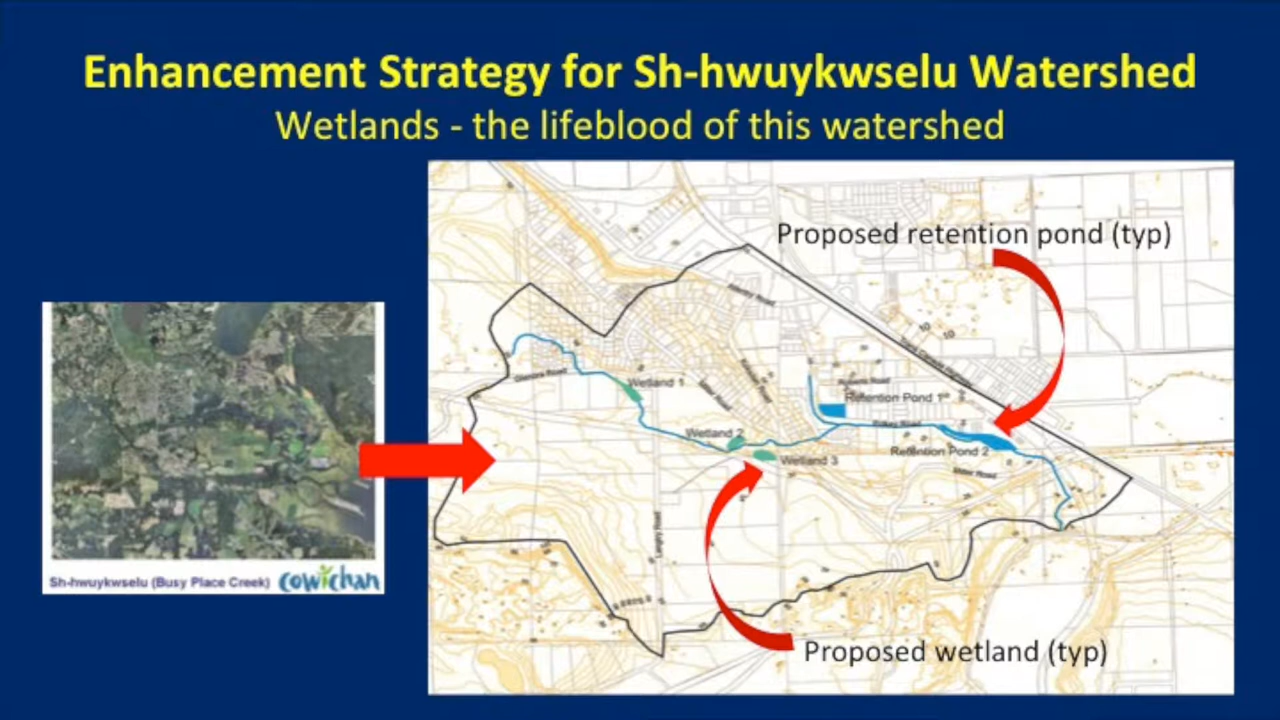 Enhancement Strategy for Sh-hwuykwselu Watershed
Wetlands - the lifeblood of this watershed
Proposed retention pond (typ)
Wetland 1
Retention Pond 1
Wetland 2
Retention Pond 2
Wetland 3
Sh-hwuykwselu (Busy Place Creek)
cowichan
Proposed wetland (typ)